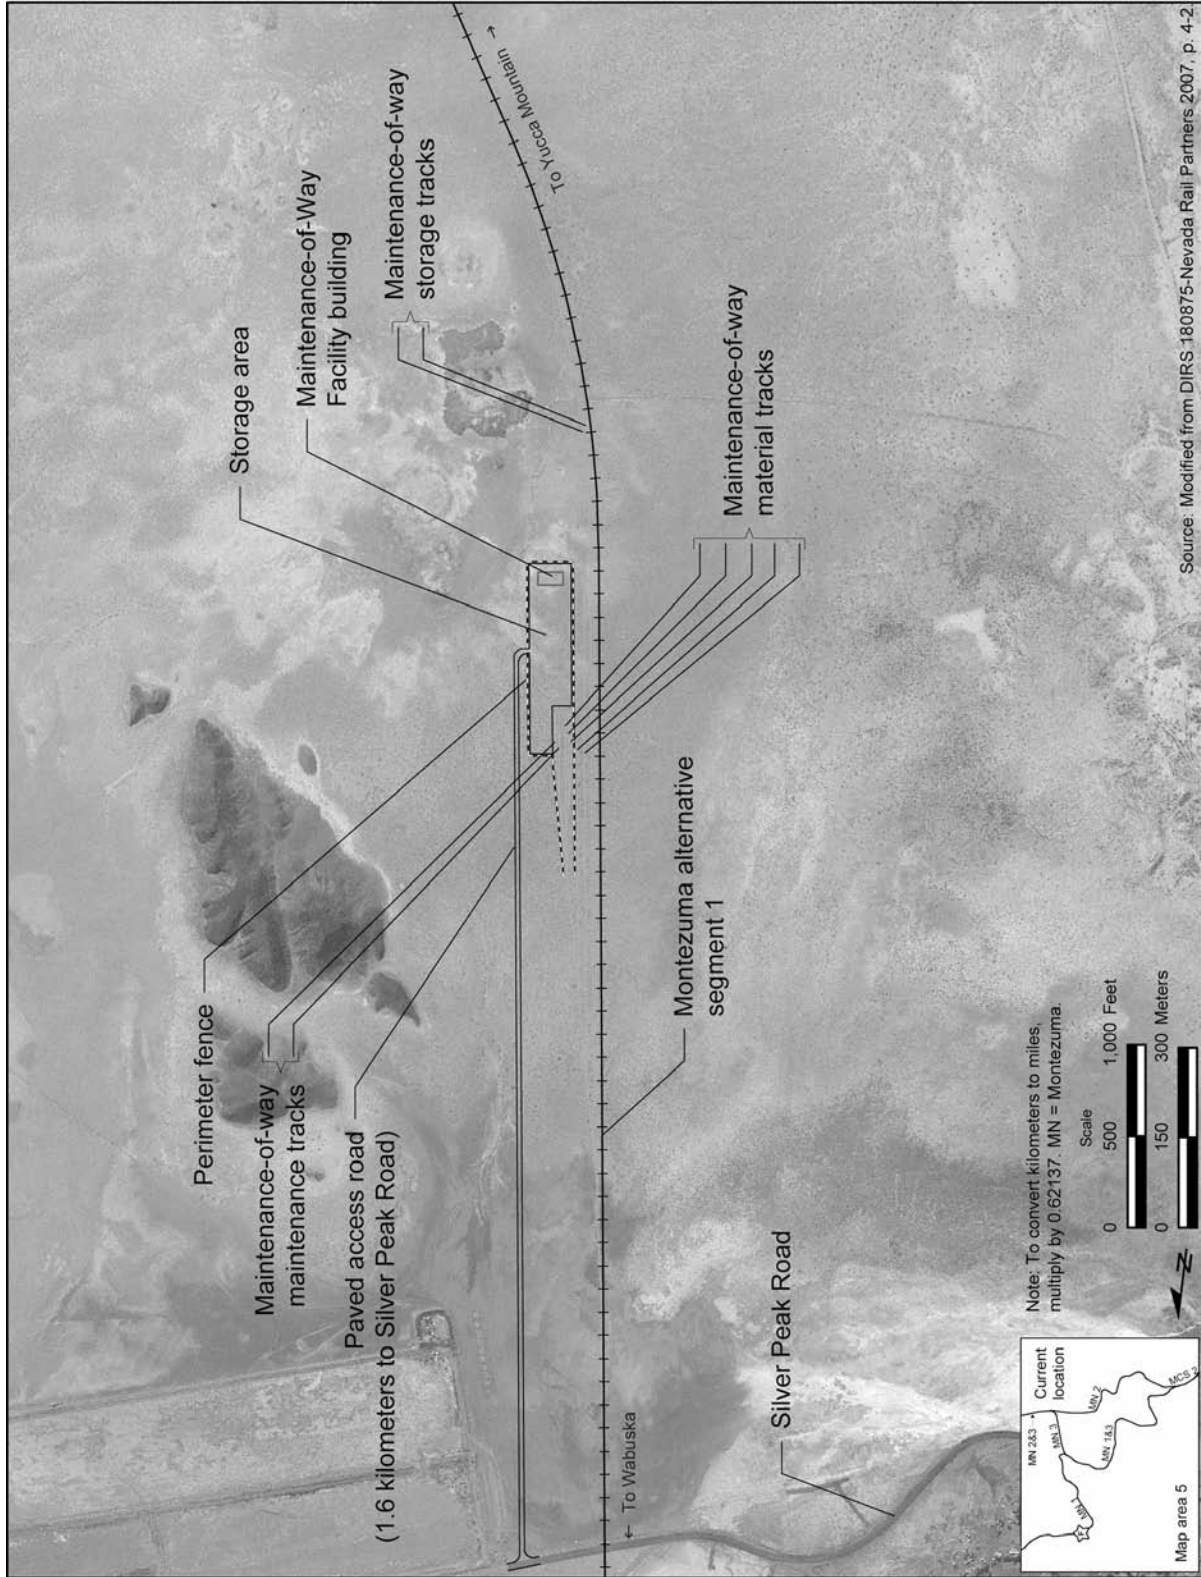 Perimeter fence
Maintenance-of-way
maintenance tracks
Paved access road
(1.6 kilometers to Silver Peak Road)
Storage area
Maintenance-of-Way
Facility building
Maintenance-of-way
storage tracks
To Yucca Mountain →
← To Wabuska
Montezuma alternative
segment 1
Maintenance-of-way
material tracks
Silver Peak Road
Note: To convert kilometers to miles,
multiply by 0.62137. MN = Montezuma.
Scale
0 500 1,000 Feet
0 150 300 Meters
N
MN 2&3
Current
location
MN 3
MN 2
MN 1
MN 1&3
MCS 2
Map area 5
Source: Modified from DIRS 180875-Nevada Rail Partners 2007, p. 4-2.